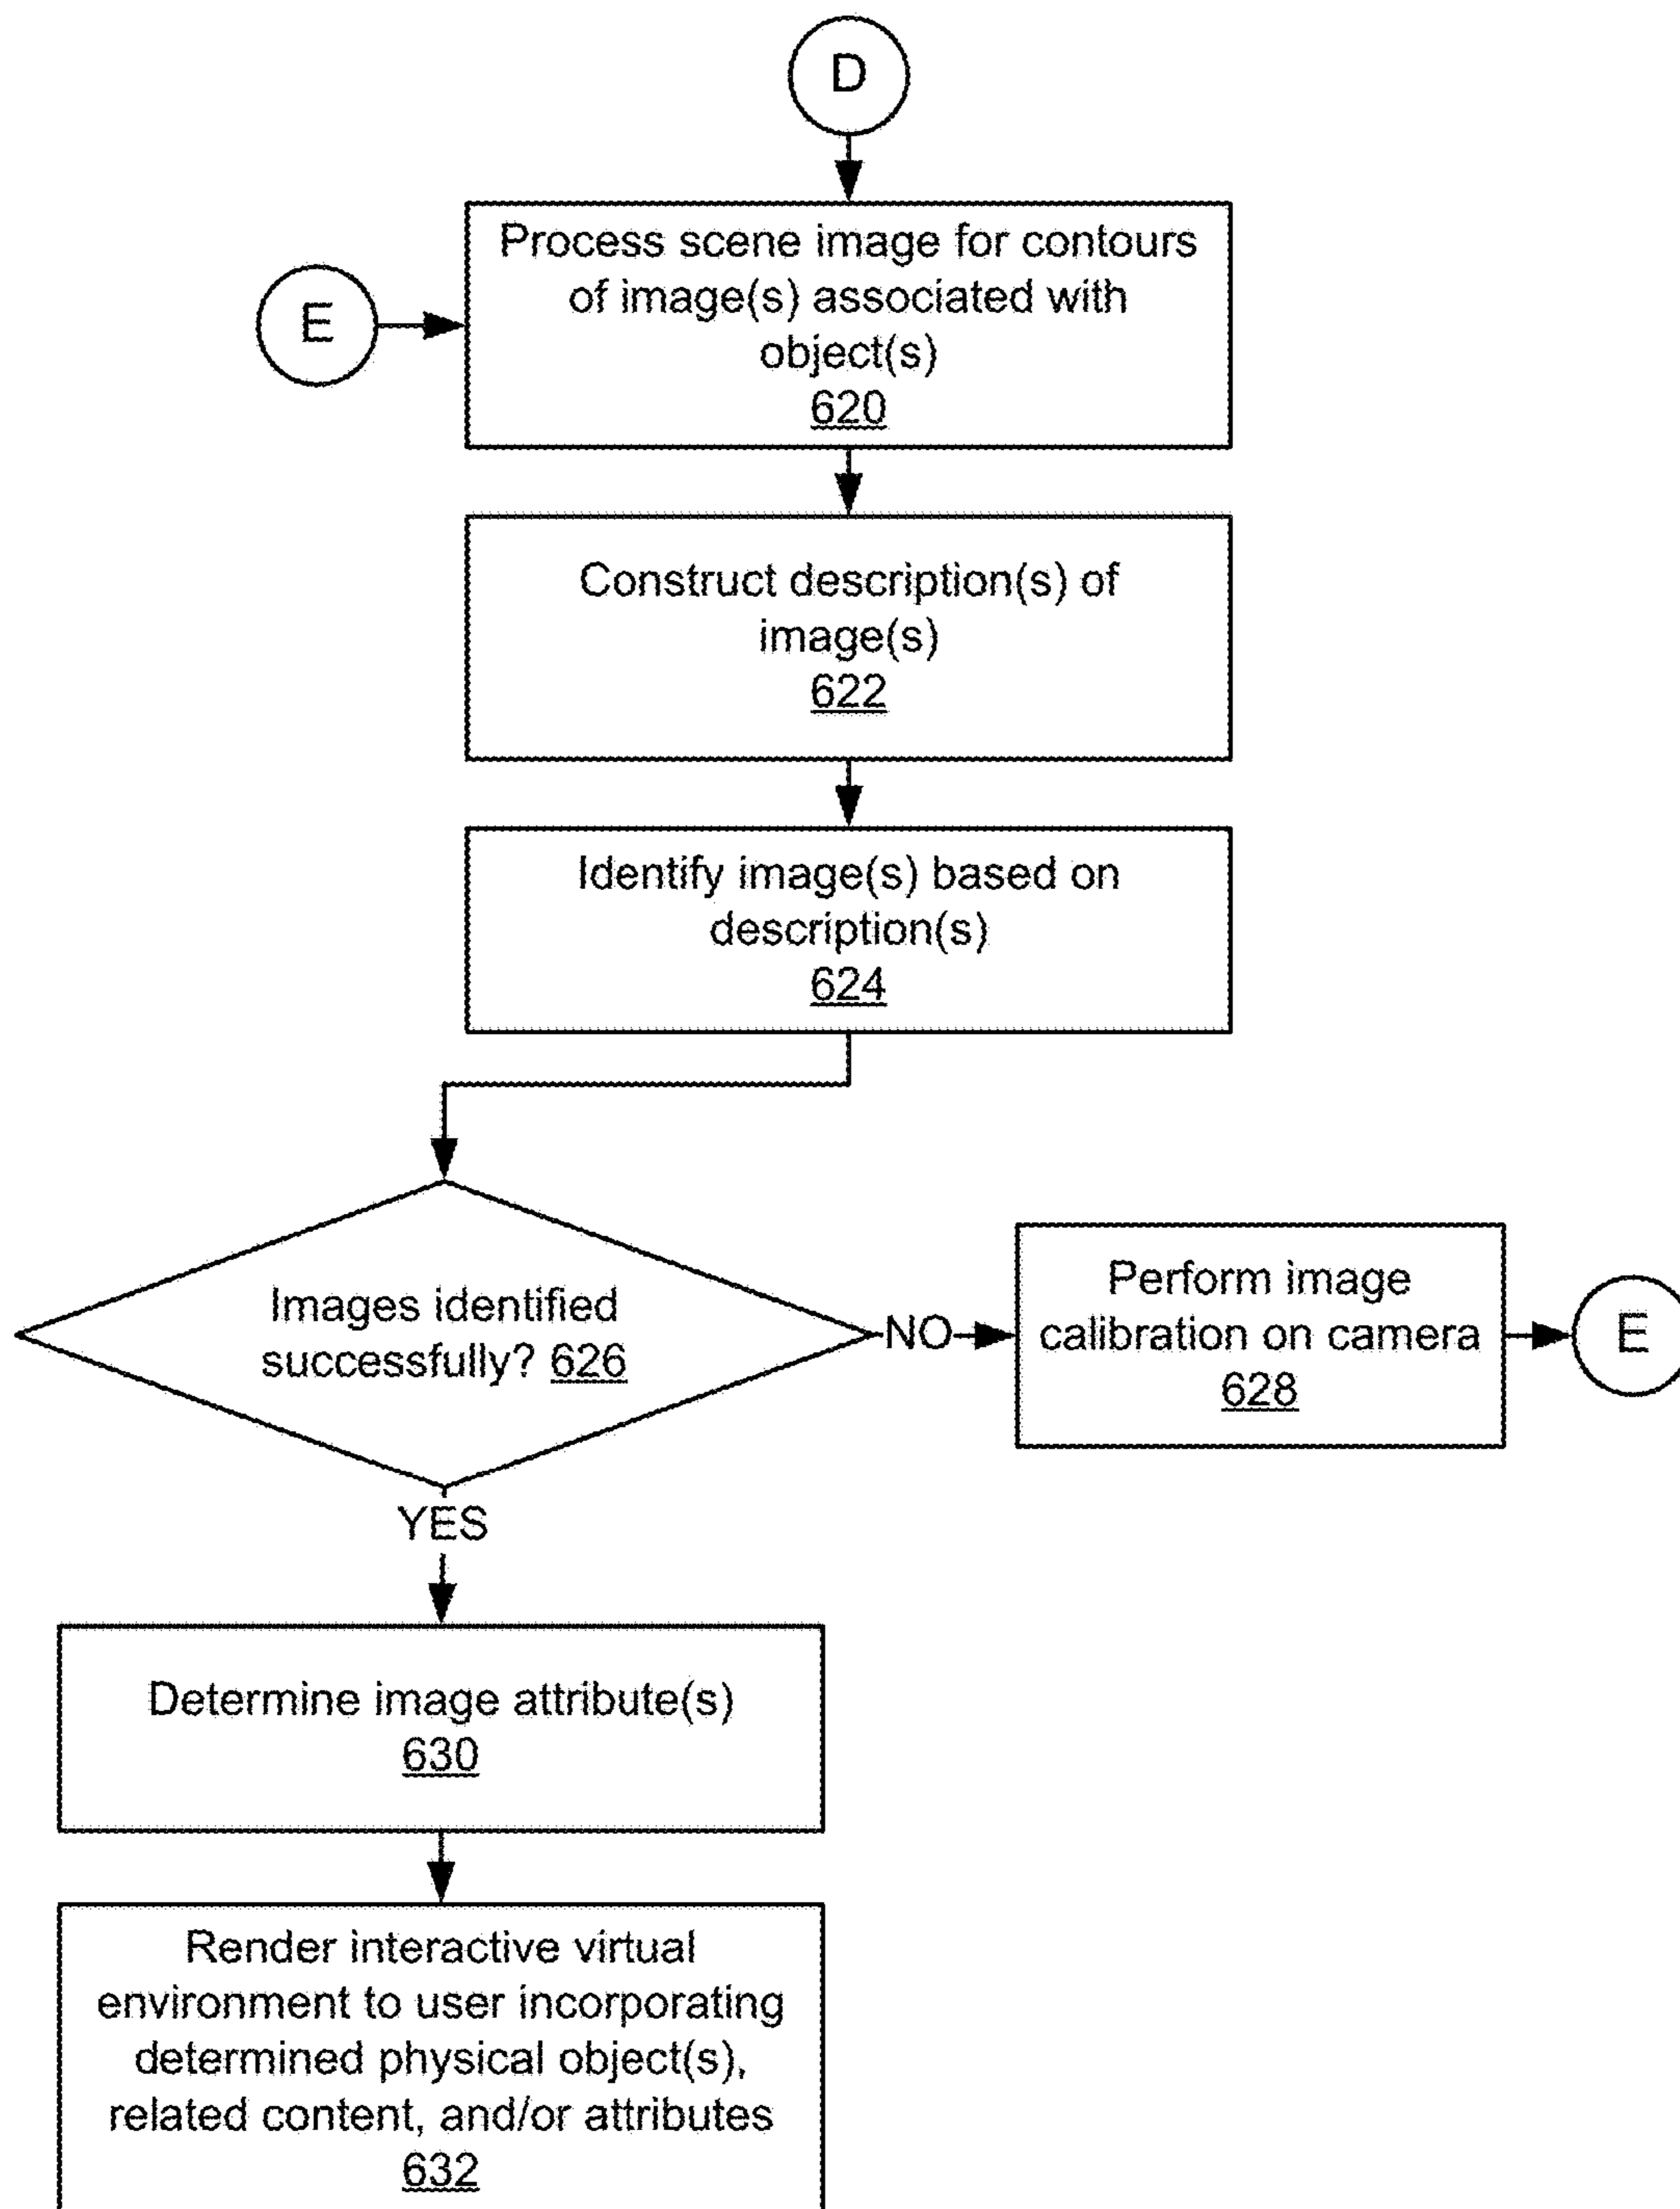 D
Process scene image for contours
of image(s) associated with
object(s)
620
E
Construct description(s) of
image(s)
622
Identify image(s) based on
description(s)
624
Images identified
successfully? 626
NO
Perform image
calibration on camera
628
E
YES
Determine image attribute(s)
630
Render interactive virtual
environment to user incorporating
determined physical object(s),
related content, and/or attributes
632